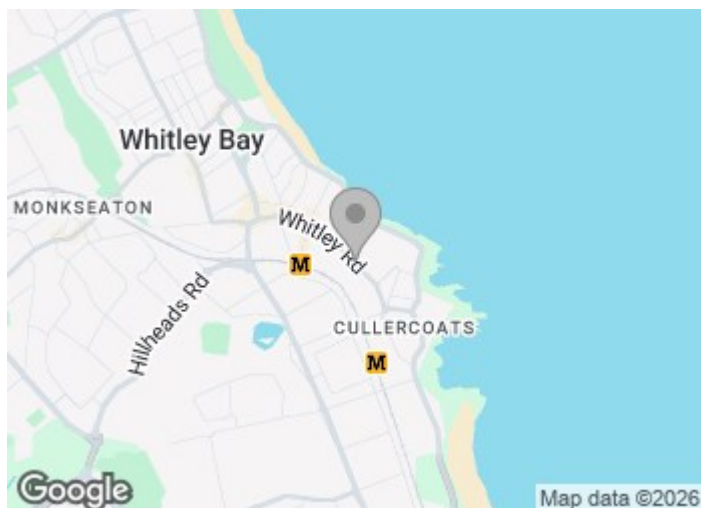 Whitley Bay
MONKSEATON
Whitley Rd
M
Hillheads Rd
CULLERCOATS
M
Google
Map data ©2026